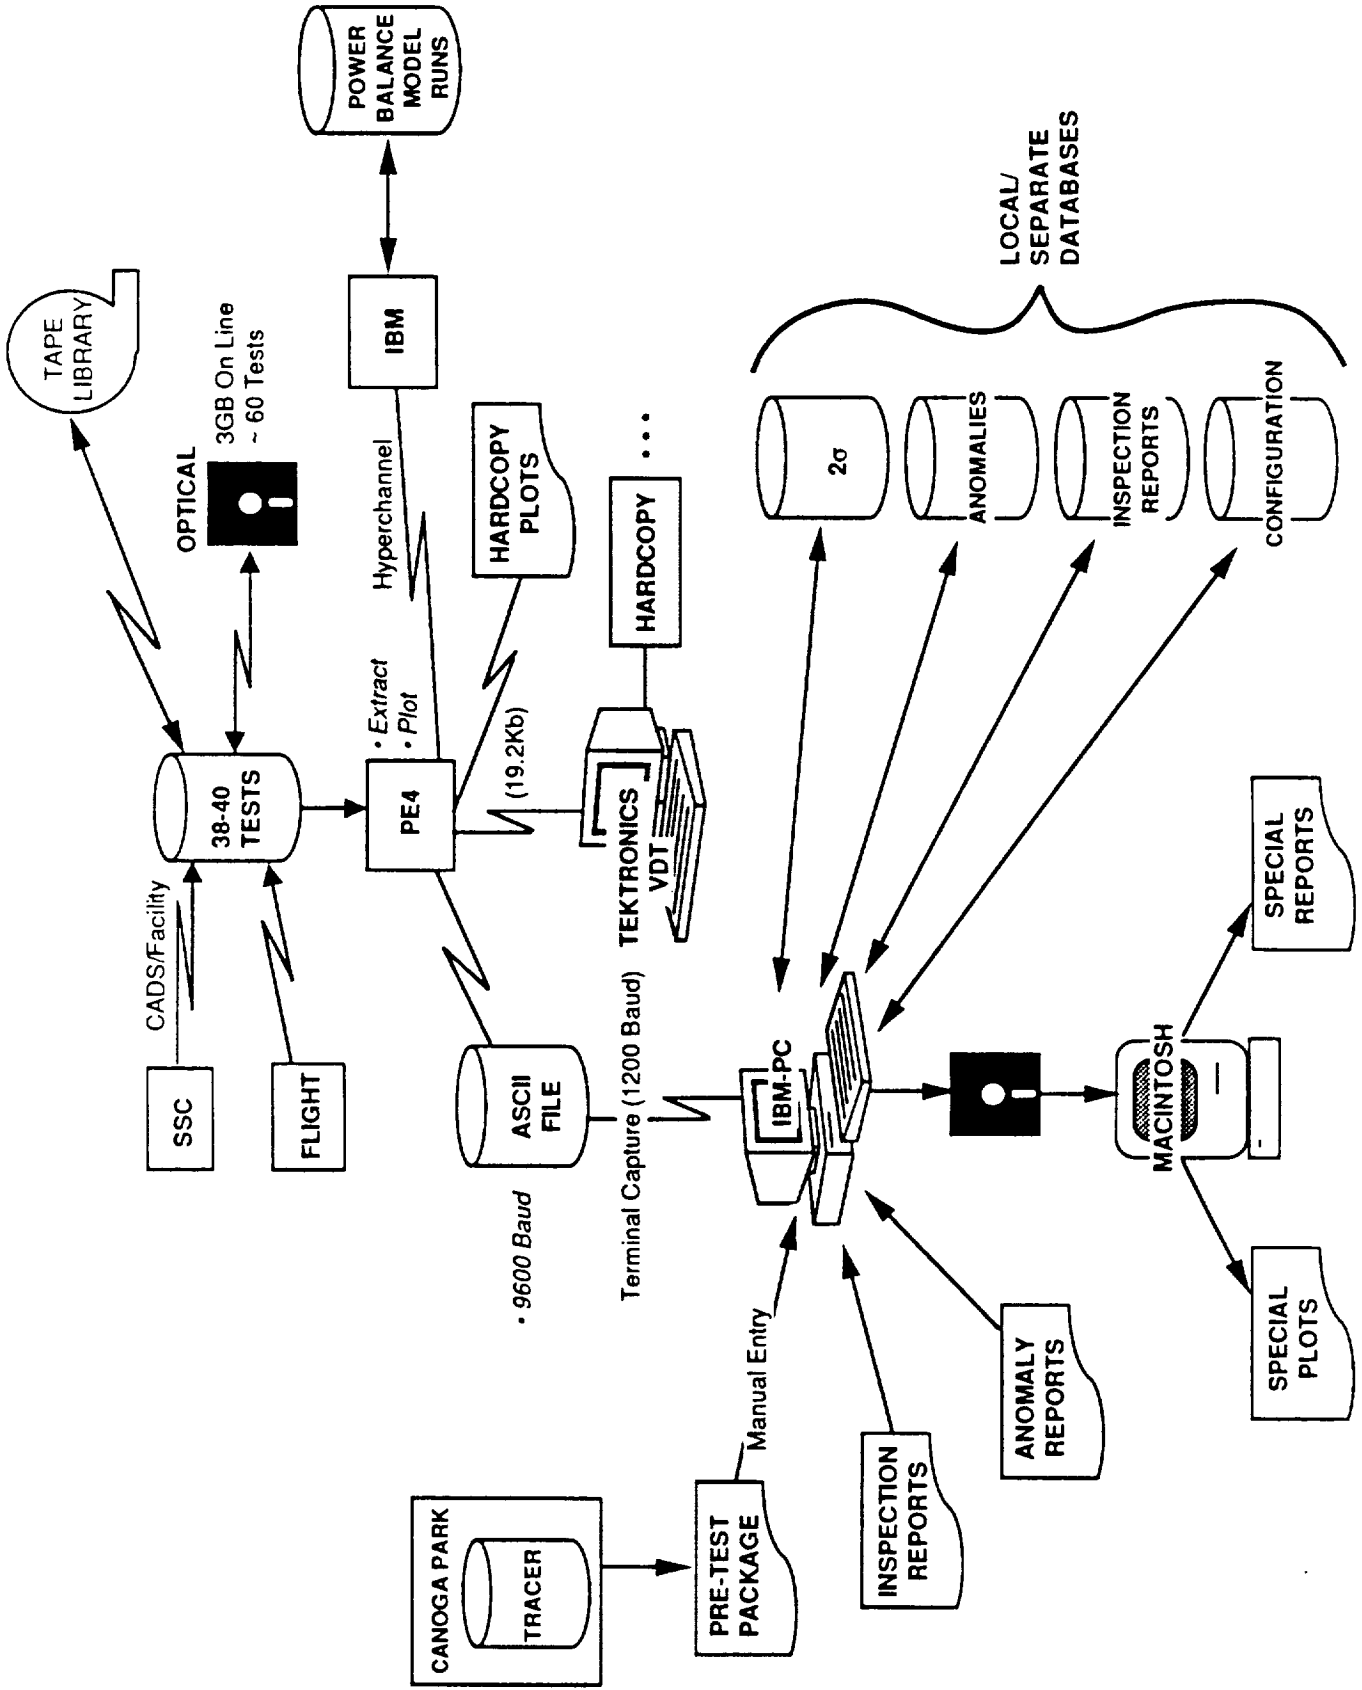 TAPE
LIBRARY
OPTICAL
3GB On Line
~ 60 Tests
POWER
BALANCE
MODEL
RUNS
SSC
CADS/Facility
38-40
TESTS
FLIGHT
IBM
Hyperchannel
• Extract
• Plot
PE4
HARDCOPY
PLOTS
(19.2Kb)
• 9600 Baud
ASCII
FILE
TEKTRONICS
VDT
HARDCOPY
• • •
Terminal Capture (1200 Baud)
CANOGA PARK
TRACER
PRE-TEST
PACKAGE
Manual Entry
IBM-PC
2σ
ANOMALIES
INSPECTION
REPORTS
CONFIGURATION
LOCAL/
SEPARATE
DATABASES
INSPECTION
REPORTS
ANOMALY
REPORTS
MACINTOSH
SPECIAL
PLOTS
SPECIAL
REPORTS